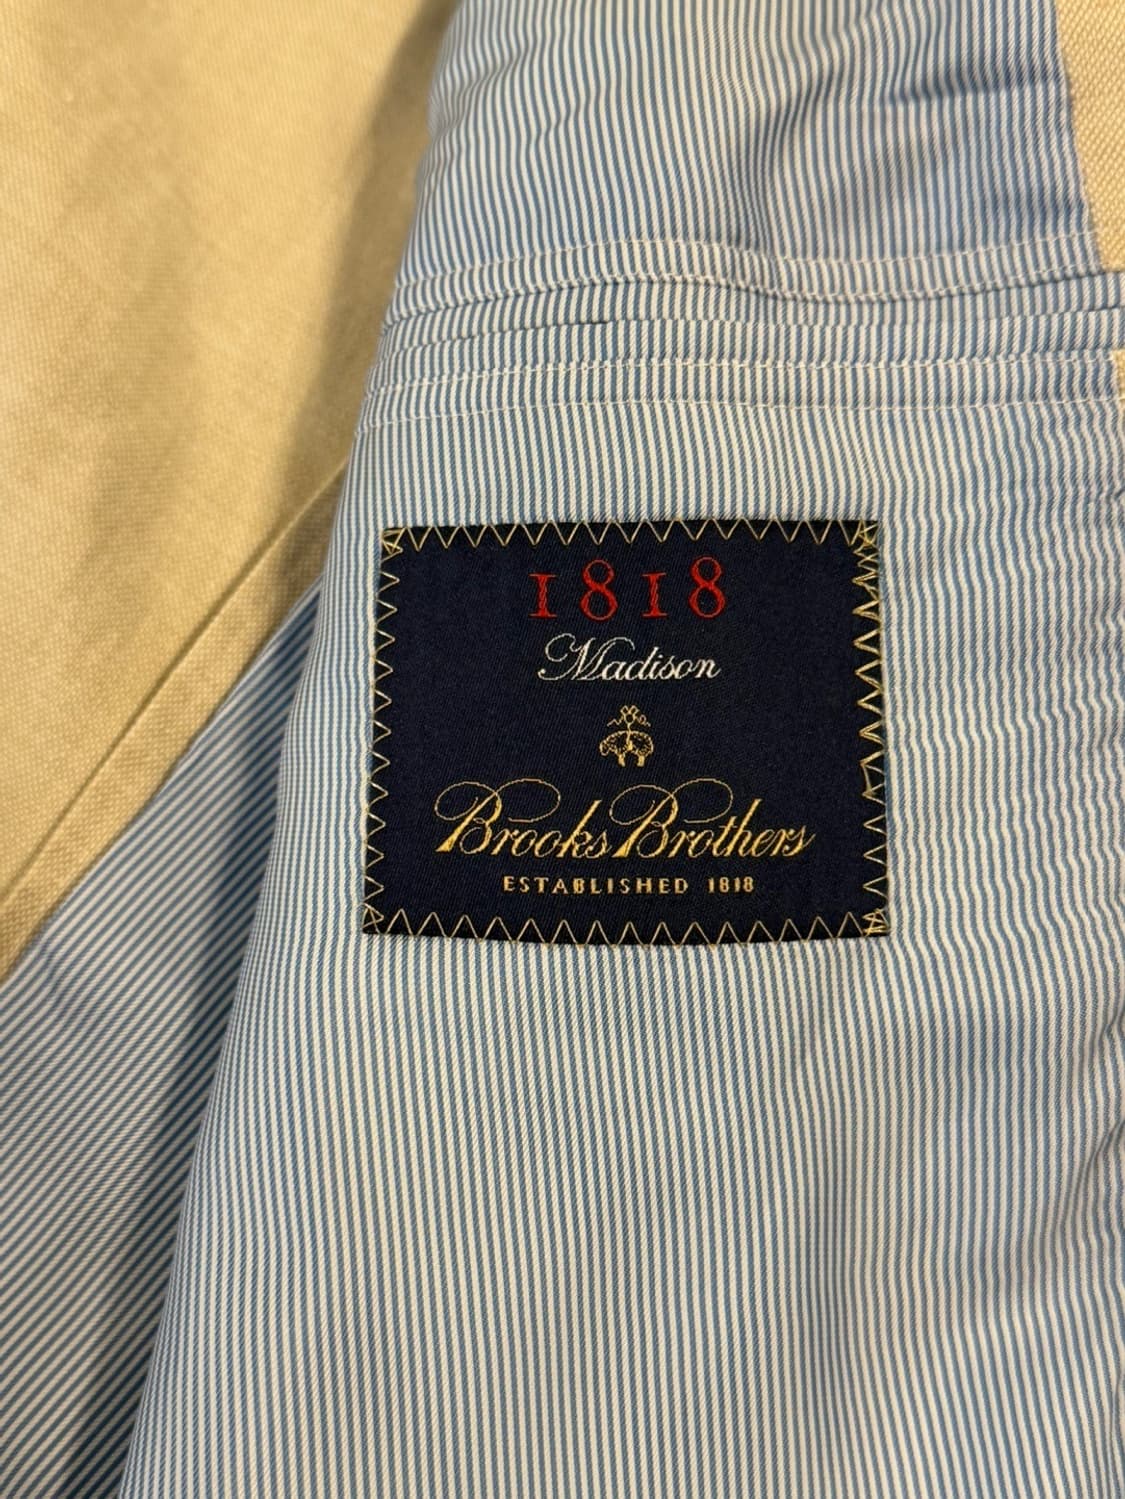 1818
Madison
Brooks Brothers
ESTABLISHED 1818